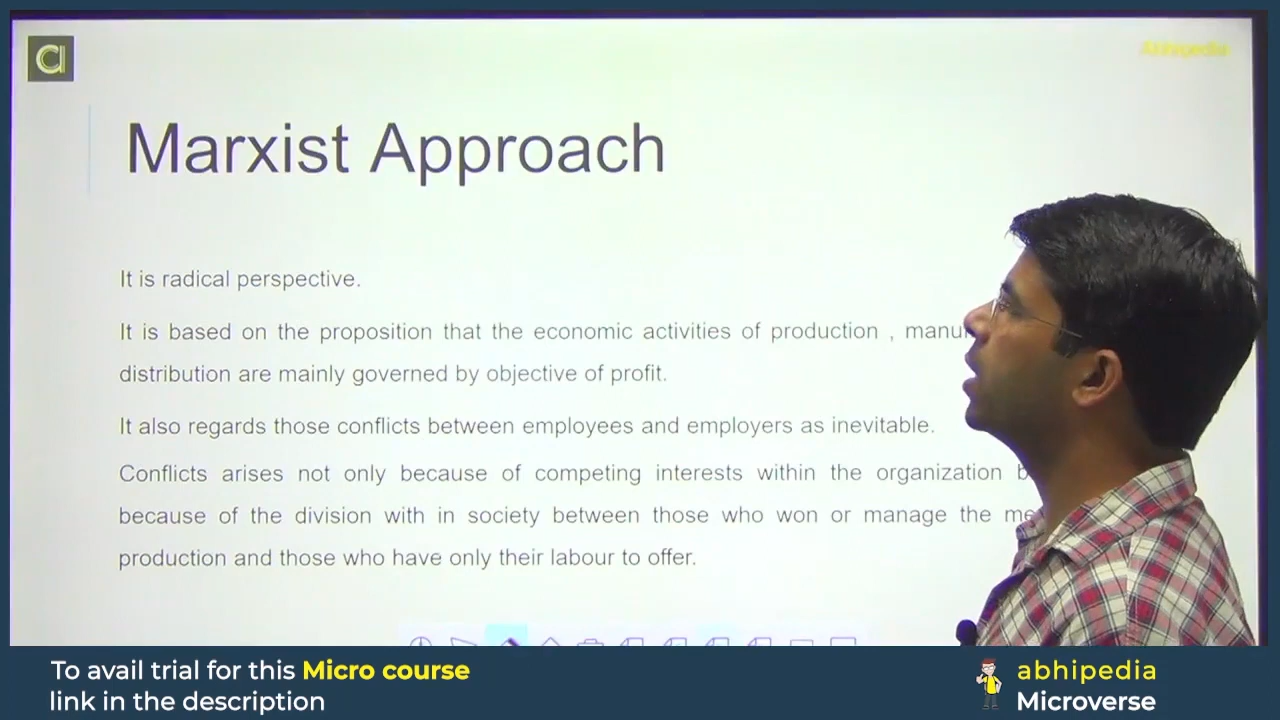 Abhipedia
Marxist Approach
It is radical perspective.
It is based on the proposition that the economic activities of production ,
distribution are mainly governed by objective of profit.
It also regards those conflicts between employees and employers as inevitable.
Conflicts arises not only because of competing interests within the organization
because of the division with in society between those who won or manage the
production and those who have only their labour to offer.
To avail trial for this Micro course
link in the description
abhipedia
Microverse